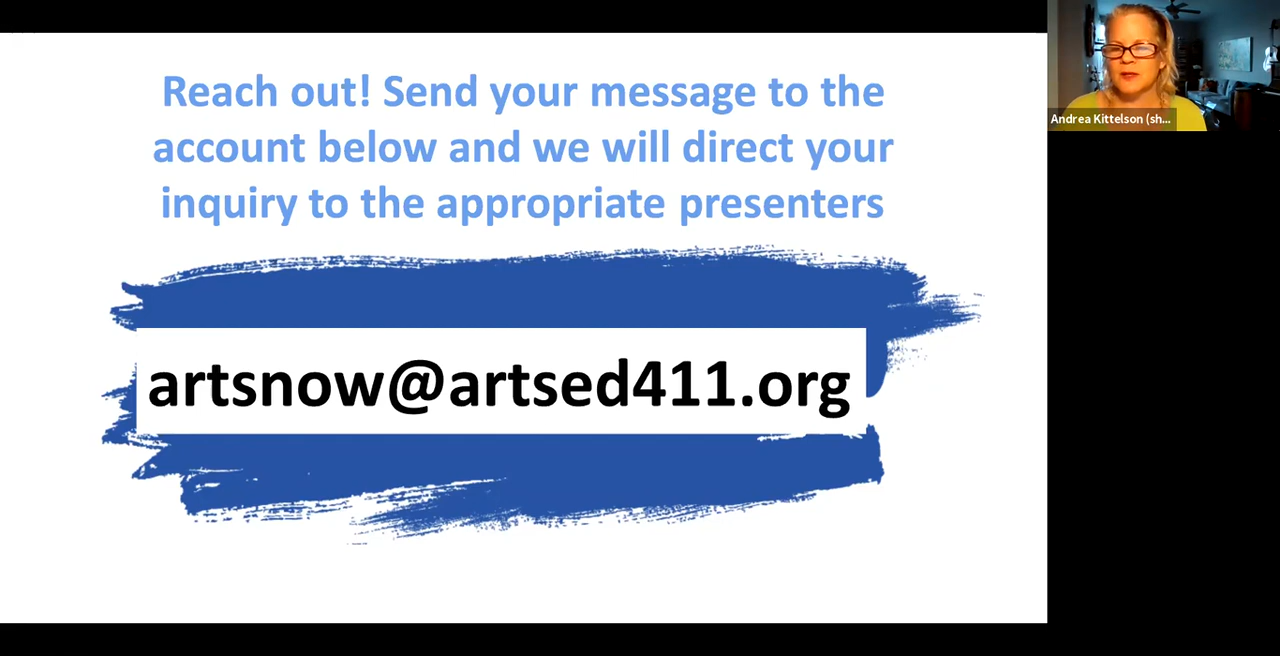 Reach out! Send your message to the
account below and we will direct your
inquiry to the appropriate presenters
artsnow@artsed411.org
Andrea Kittelson (sh...